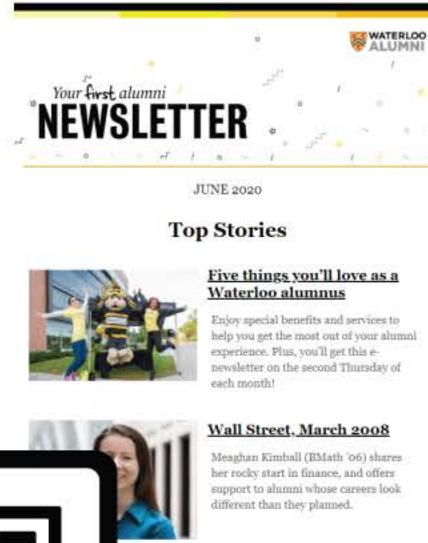 WATERLOO
ALUMNI
Your first alumni
NEWSLETTER
JUNE 2020
Top Stories
Five things you'll love as a
Waterloo alumnus
Enjoy special benefits and services to
help you get the most out of your alumni
experience. Plus, you'll get this e-
newsletter on the second Thursday of
each month!
Wall Street, March 2008
Meaghan Kimball (BMath '06) shares
her rocky start in finance, and offers
support to alumni whose careers look
different than they planned.